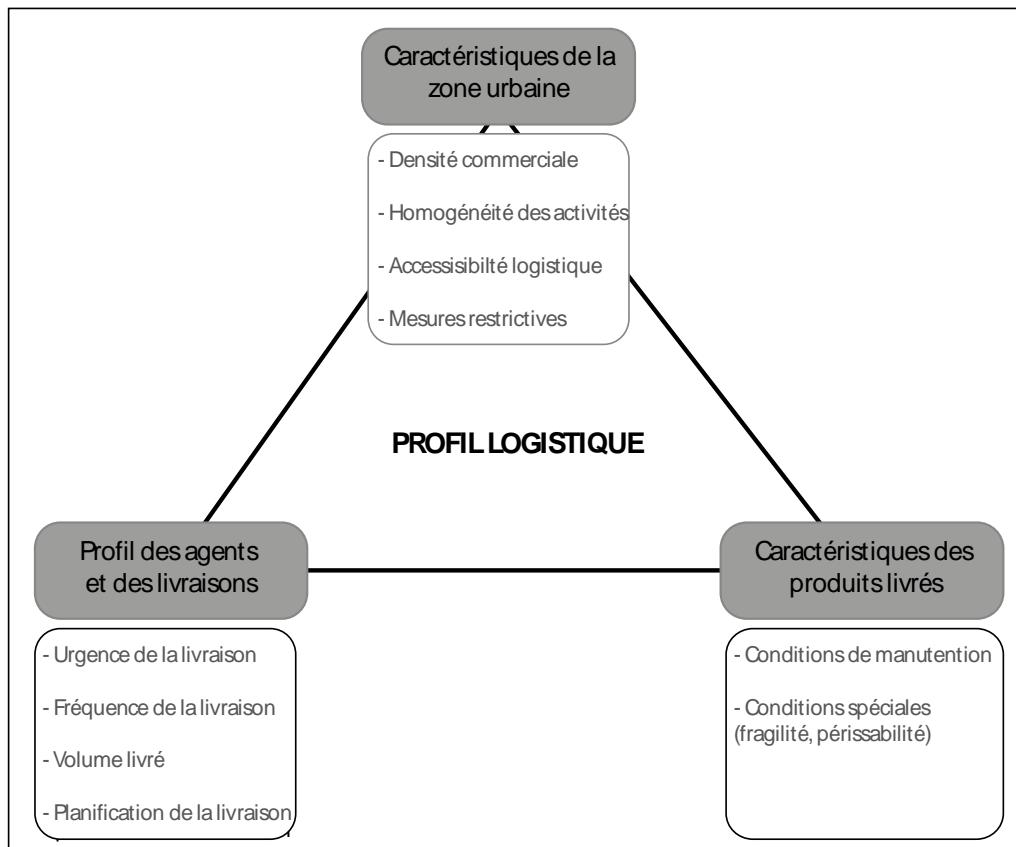 Caractéristiques de la
zone urbaine
- Densité commerciale
- Homogénéité des activités
- Accessisibilté logistique
- Mesures restrictives
PROFIL LOGISTIQUE
Profil des agents
et des livraisons
- Urgence de la livraison
- Fréquence de la livraison
- Volume livré
- Planification de la livraison
Caractéristiques des
produits livrés
- Conditions de manutention
- Conditions spéciales
(fragilité, périssabilité)